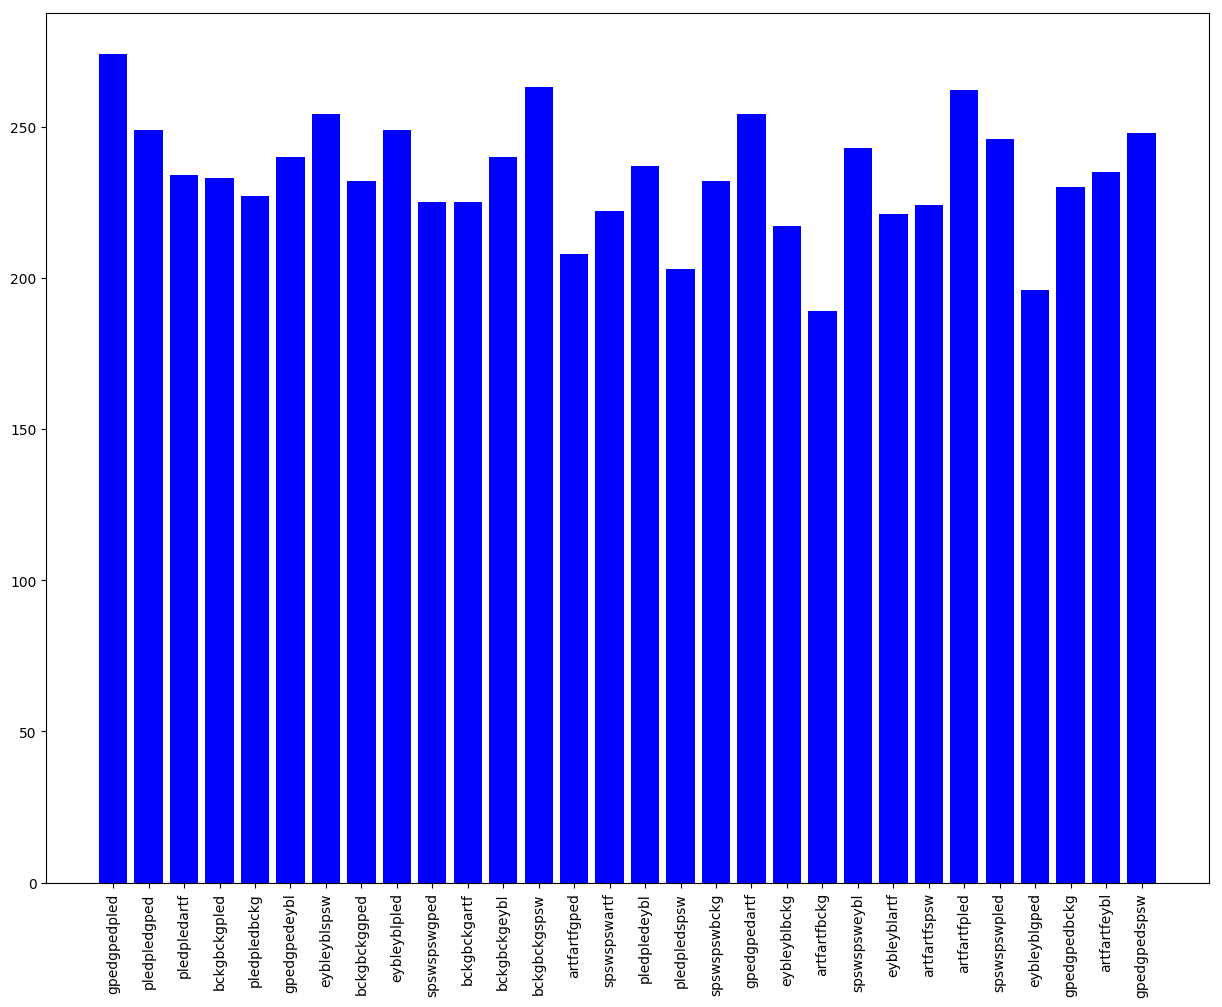 250
200
150
100
50
0
gpedgpedpled
pledpledgped
pledpledartf
bckgbckgpled
pledpledbckg
gpedgpedeybl
eybleyblspsw
bckgbckggped
eybleyblpled
spswspswgped
bckgbckgartf
bckgbckgeybl
bckgbckgspsw
artfartfgped
spswspswartf
pledpledeybl
pledpledspsw
spswspswbckg
gpedgpedartf
eybleyblbckg
artfartfbckg
spswspsweybl
eybleyblartf
artfartfspsw
artfartfpled
spswspswpled
eybleyblgped
gpedgpedbckg
artfartfeybl
gpedgpedspsw